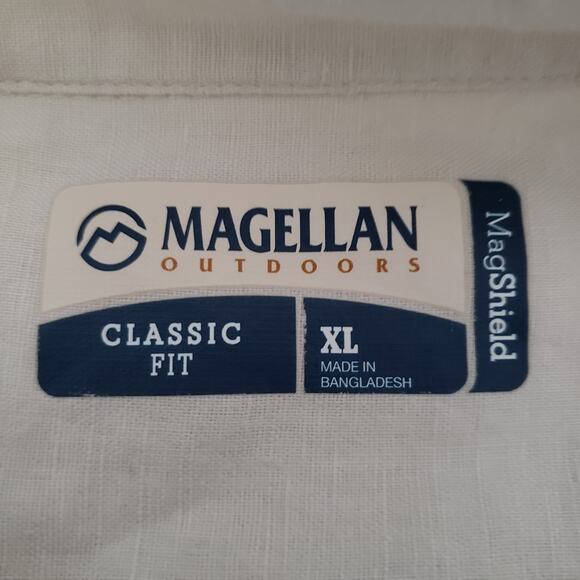 MAGELLAN
OUTDOORS
CLASSIC
FIT
XL
MADE IN
BANGLADESH
MagShield